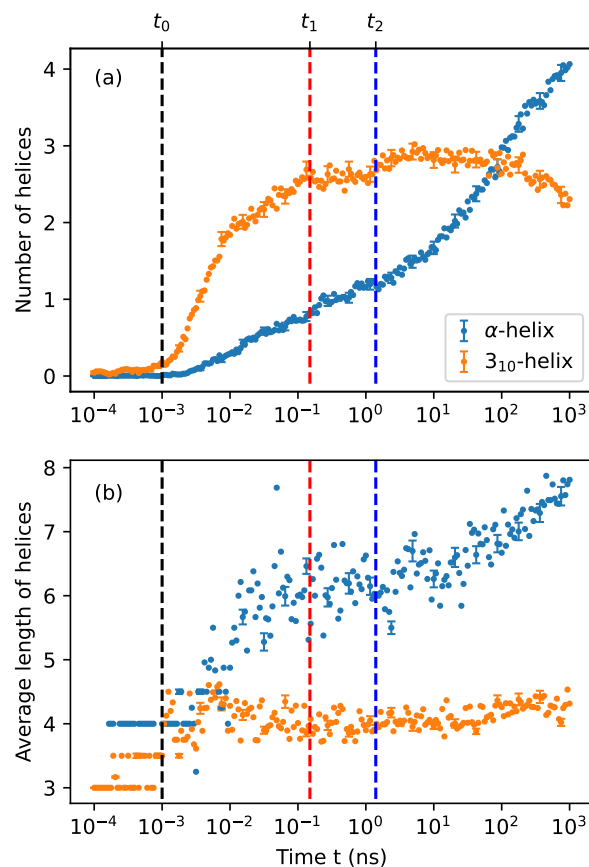 t₀ t₁ t₂
(a)
Number of helices
4
3
2
1
0
α-helix
3₁₀-helix
10⁻⁴ 10⁻³ 10⁻² 10⁻¹ 10⁰ 10¹ 10² 10³
(b)
Average length of helices
8
7
6
5
4
3
10⁻⁴ 10⁻³ 10⁻² 10⁻¹ 10⁰ 10¹ 10² 10³
Time t (ns)